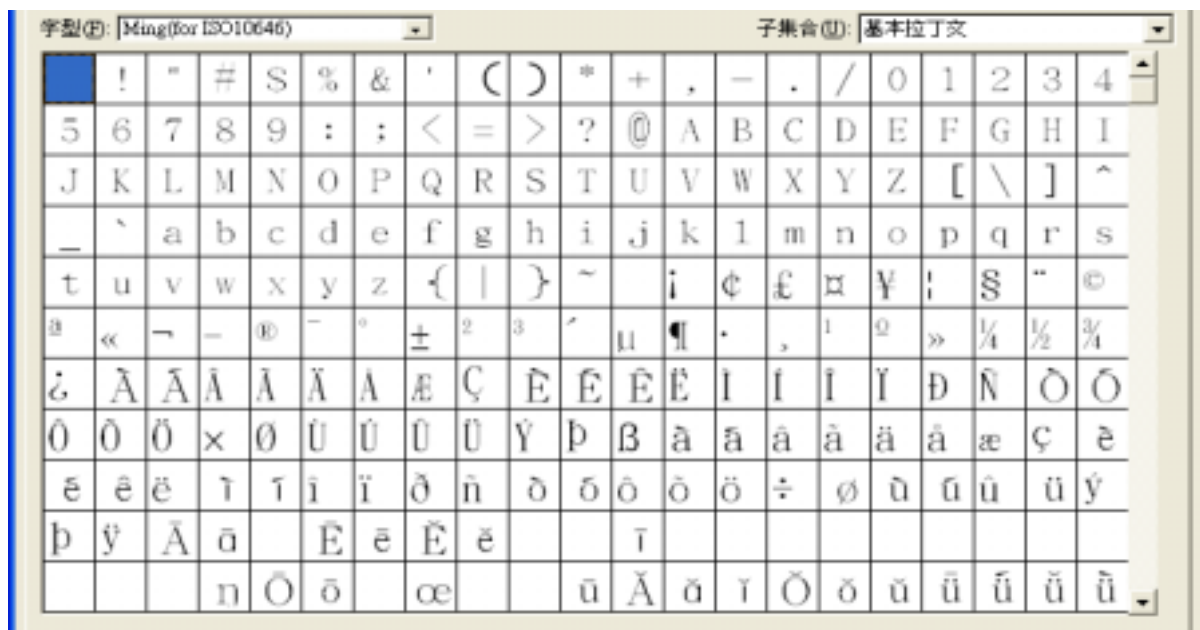 字型(F): Ming(for ISO10646) 子集合(U): 基本拉丁文
! " # S % & ' ( ) * + , – . / 0 1 2 3 4
5 6 7 8 9 : ; < = > ? @ A B C D E F G H I
J K L M N O P Q R S T U V W X Y Z [ \ ] ^
_ ` a b c d e f g h i j k l m n o p q r s
t u v w x y z { | } ~ ¡ ¢ £ ¤ ¥ ¦ § ¨ ©
ª « ¬ – ® ¯ ° ± ² ³ ´ µ ¶ · ¸ ¹ º » ¼ ½ ¾
¿ À Á Â Ã Ä Å Æ Ç È É Ê Ë Ì Í Î Ï Ð Ñ Ò Ó
Ô Õ Ö × Ø Ù Ú Û Ü Ý Þ ß à á â ã ä å æ ç è
é ê ë ì í î ï ð ñ ò ó ô õ ö ÷ ø ù ú û ü ý
þ ÿ Ā ā Ē ē Ě ě ī
n Ō ō œ ū Ǎ ǎ ǐ Ǒ ǒ ǔ ǖ ǘ ǚ ǜ